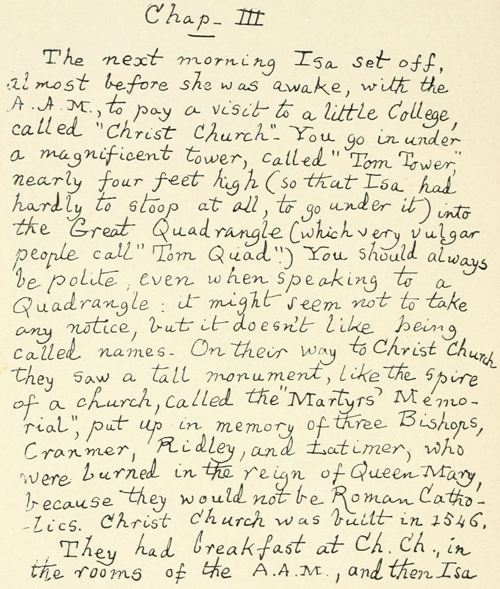 Chap- III
The next morning Isa set off,
almost before she was awake, with the
A.A.M., to pay a visit to a little College,
called "Christ Church". You go in under
a magnificent tower, called "Tom Tower",
nearly four feet high (so that Isa had
hardly to stoop at all, to go under it) into
the Great Quadrangle (which very vulgar
people call "Tom Quad".) You should always
be polite, even when speaking to a
Quadrangle: it might seem not to take
any notice, but it doesn't like being
called names. On their way to Christ Church
they saw a tall monument, like the spire
of a church, called the "Martyrs' Memo-
rial", put up in memory of three Bishops,
Cranmer, Ridley, and Latimer, who
were burned in the reign of Queen Mary,
because they would not be Roman Catho-
-lics. Christ Church was built in 1546.
They had breakfast at Ch. Ch., in
the rooms of the A.A.M., and then Isa